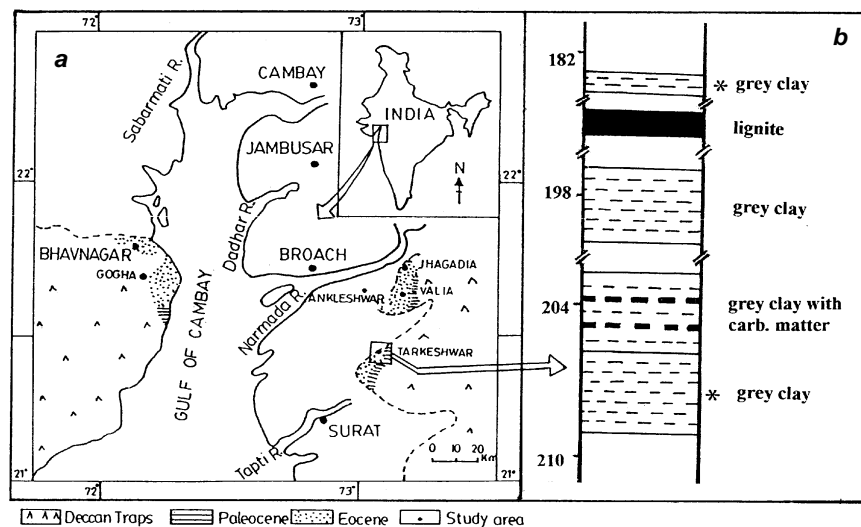 72
73
a
b
Sabarmati R.
CAMBAY
INDIA
JAMBUSAR
N
22°
22°
Dadhar R.
BHAVNAGAR
GOGHA
BROACH
JHAGADIA
VALIA
ANKLESHWAR
Narmada R.
GULF OF CAMBAY
TARKESHWAR
SURAT
Tapti R.
0 10 20
Km
21°
21°
72
73
182
* grey clay
lignite
198
grey clay
204
grey clay with
carb. matter
* grey clay
210
Deccan Traps Paleocene Eocene Study area